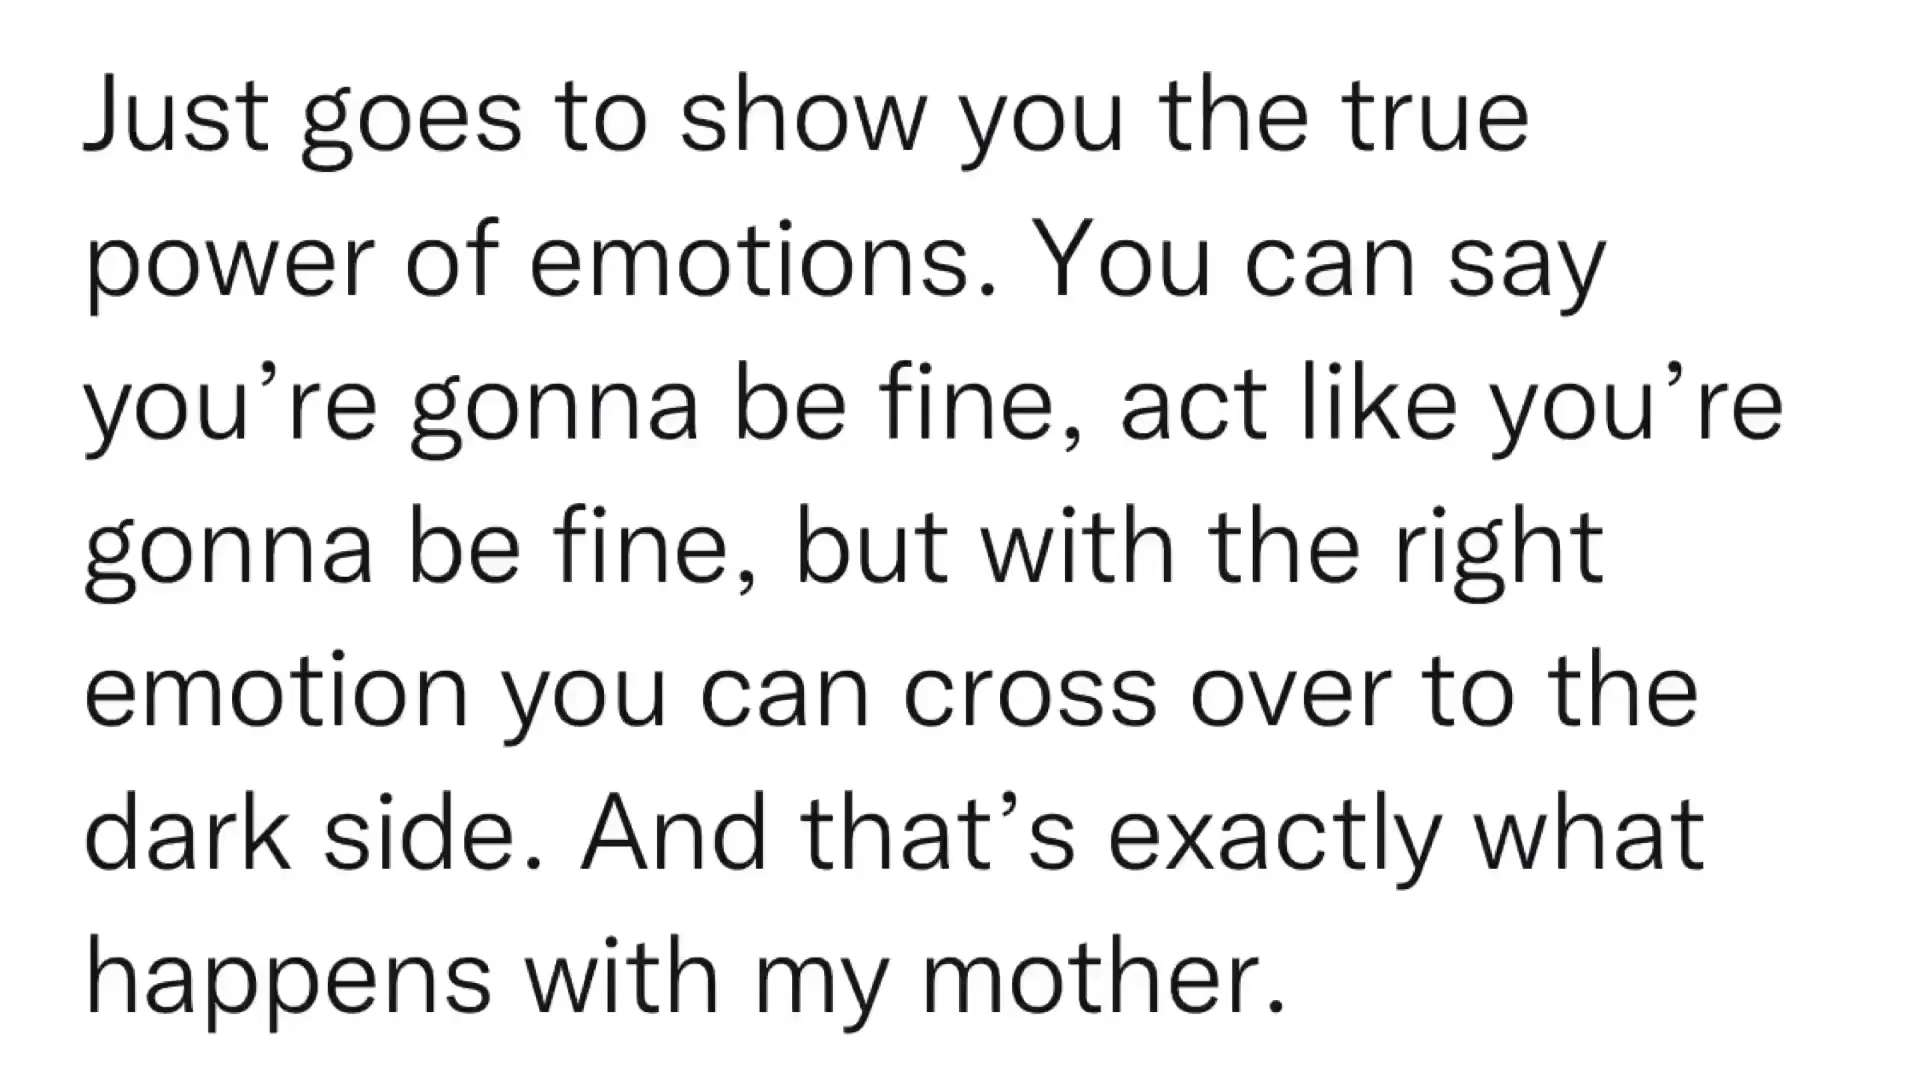 Just goes to show you the true
power of emotions. You can say
you’re gonna be fine, act like you’re
gonna be fine, but with the right
emotion you can cross over to the
dark side. And that’s exactly what
happens with my mother.